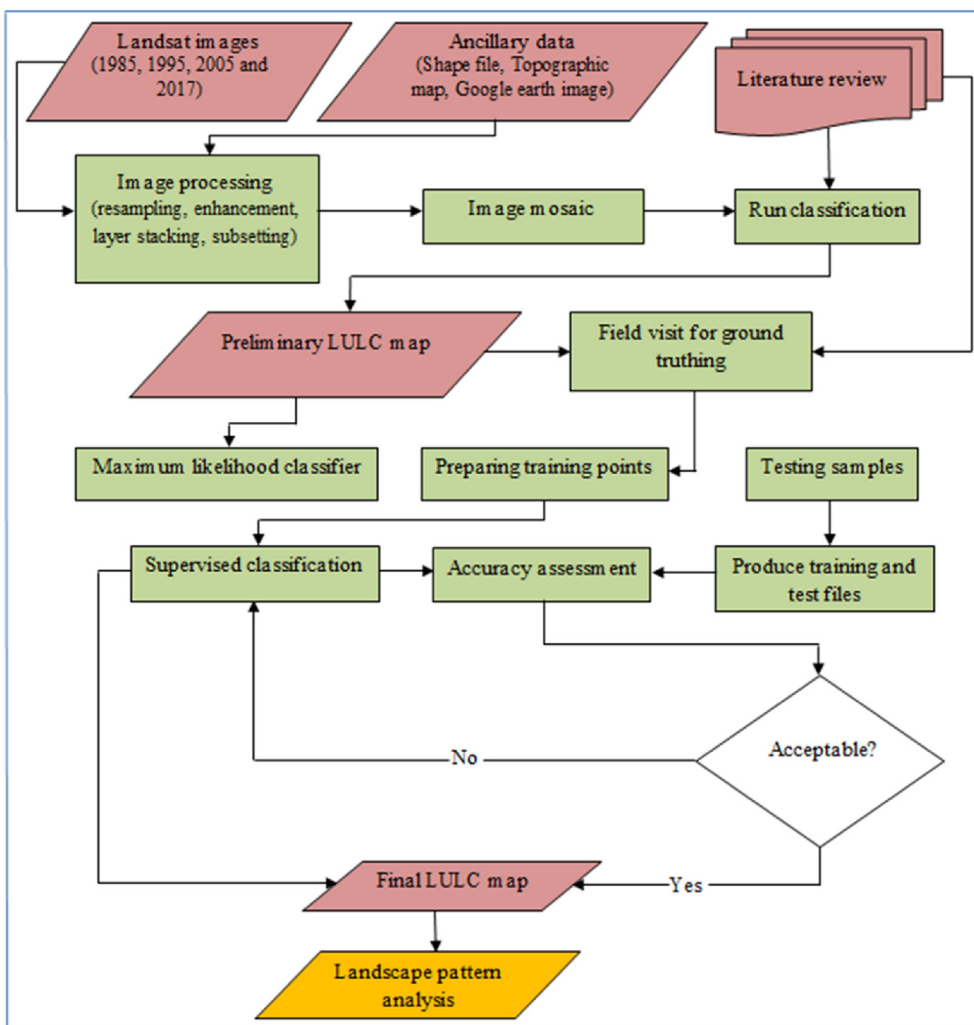 Landsat images
(1985, 1995, 2005 and
2017)
Ancillary data
(Shape file, Topographic
map, Google earth image)
Literature review
Image processing
(resampling, enhancement,
layer stacking, subsetting)
Image mosaic
Run classification
Preliminary LULC map
Field visit for ground
truthing
Maximum likelihood classifier
Preparing training points
Testing samples
Supervised classification
Accuracy assessment
Produce training and
test files
Acceptable?
No
Final LULC map
Yes
Landscape pattern
analysis